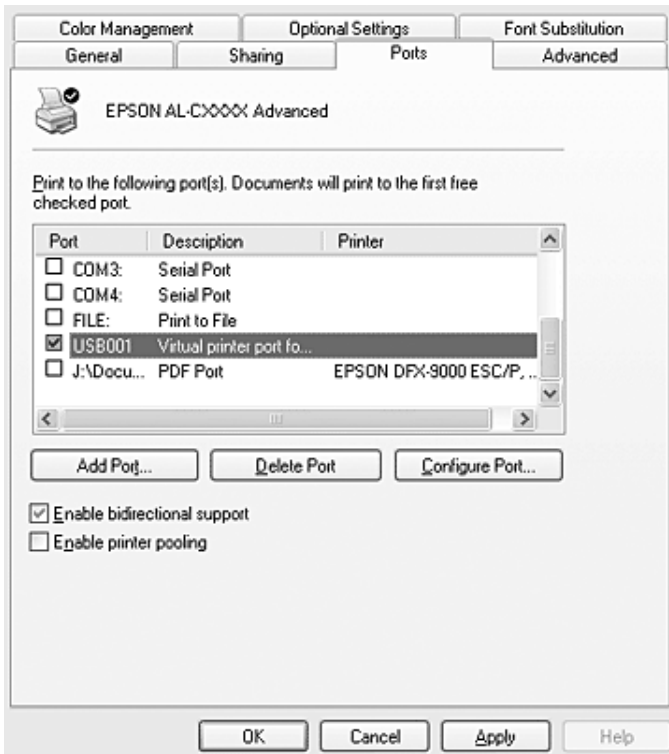 Color Management Optional Settings Font Substitution
General Sharing Ports Advanced
EPSON AL-CXXXX Advanced
Print to the following port(s). Documents will print to the first free
checked port.
Port Description Printer
COM3: Serial Port
COM4: Serial Port
FILE: Print to File
USB001 Virtual printer port fo...
J:\Docu... PDF Port EPSON DFX-9000 ESC/P, ..
Add Port... Delete Port Configure Port...
Enable bidirectional support
Enable printer pooling
OK Cancel Apply Help